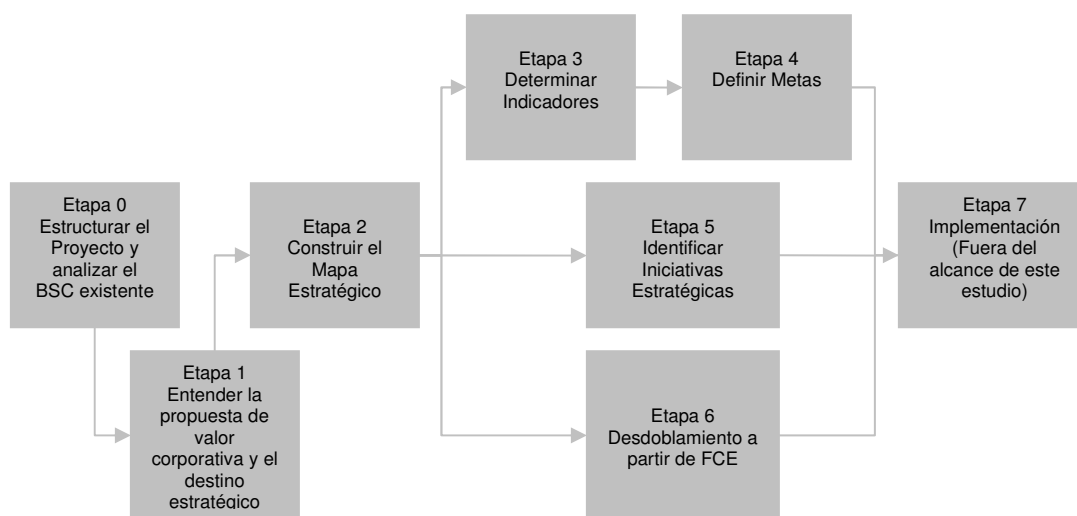 Etapa 0
Estructurar el
Proyecto y
analizar el
BSC existente
Etapa 1
Entender la
propuesta de
valor
corporativa y el
destino
estratégico
Etapa 2
Construir el
Mapa
Estratégico
Etapa 3
Determinar
Indicadores
Etapa 4
Definir Metas
Etapa 5
Identificar
Iniciativas
Estratégicas
Etapa 6
Desdoblamiento a
partir de FCE
Etapa 7
Implementación
(Fuera del
alcance de este
estudio)